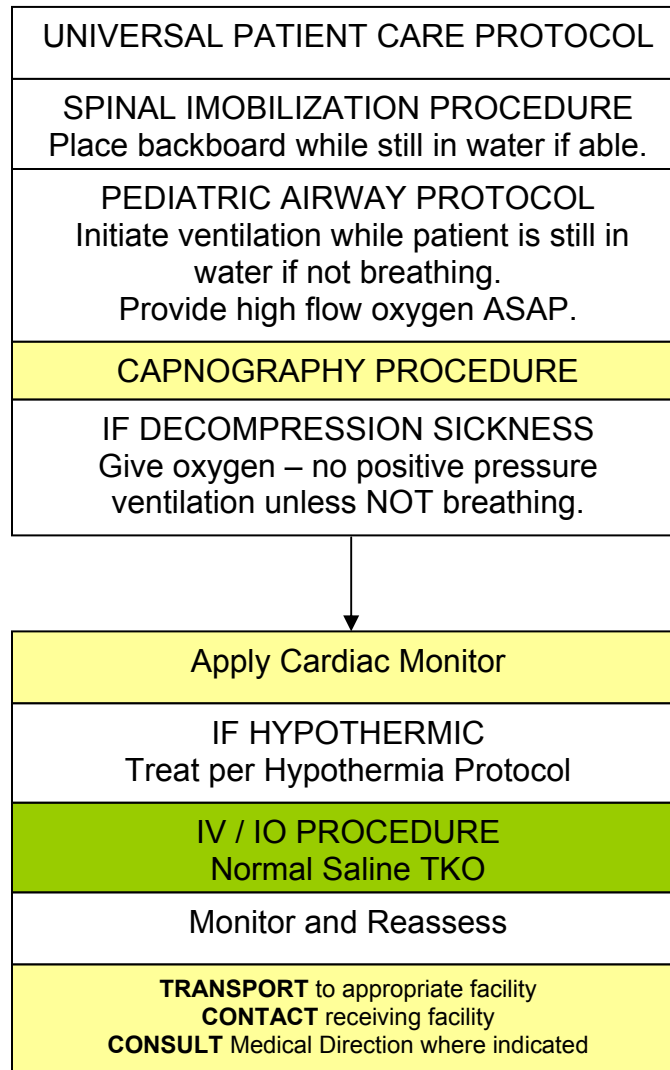 UNIVERSAL PATIENT CARE PROTOCOL
SPINAL IMOBILIZATION PROCEDURE
Place backboard while still in water if able.
PEDIATRIC AIRWAY PROTOCOL
Initiate ventilation while patient is still in
water if not breathing.
Provide high flow oxygen ASAP.
CAPNOGRAPHY PROCEDURE
IF DECOMPRESSION SICKNESS
Give oxygen – no positive pressure
ventilation unless NOT breathing.
Apply Cardiac Monitor
IF HYPOTHERMIC
Treat per Hypothermia Protocol
IV / IO PROCEDURE
Normal Saline TKO
Monitor and Reassess
TRANSPORT to appropriate facility
CONTACT receiving facility
CONSULT Medical Direction where indicated